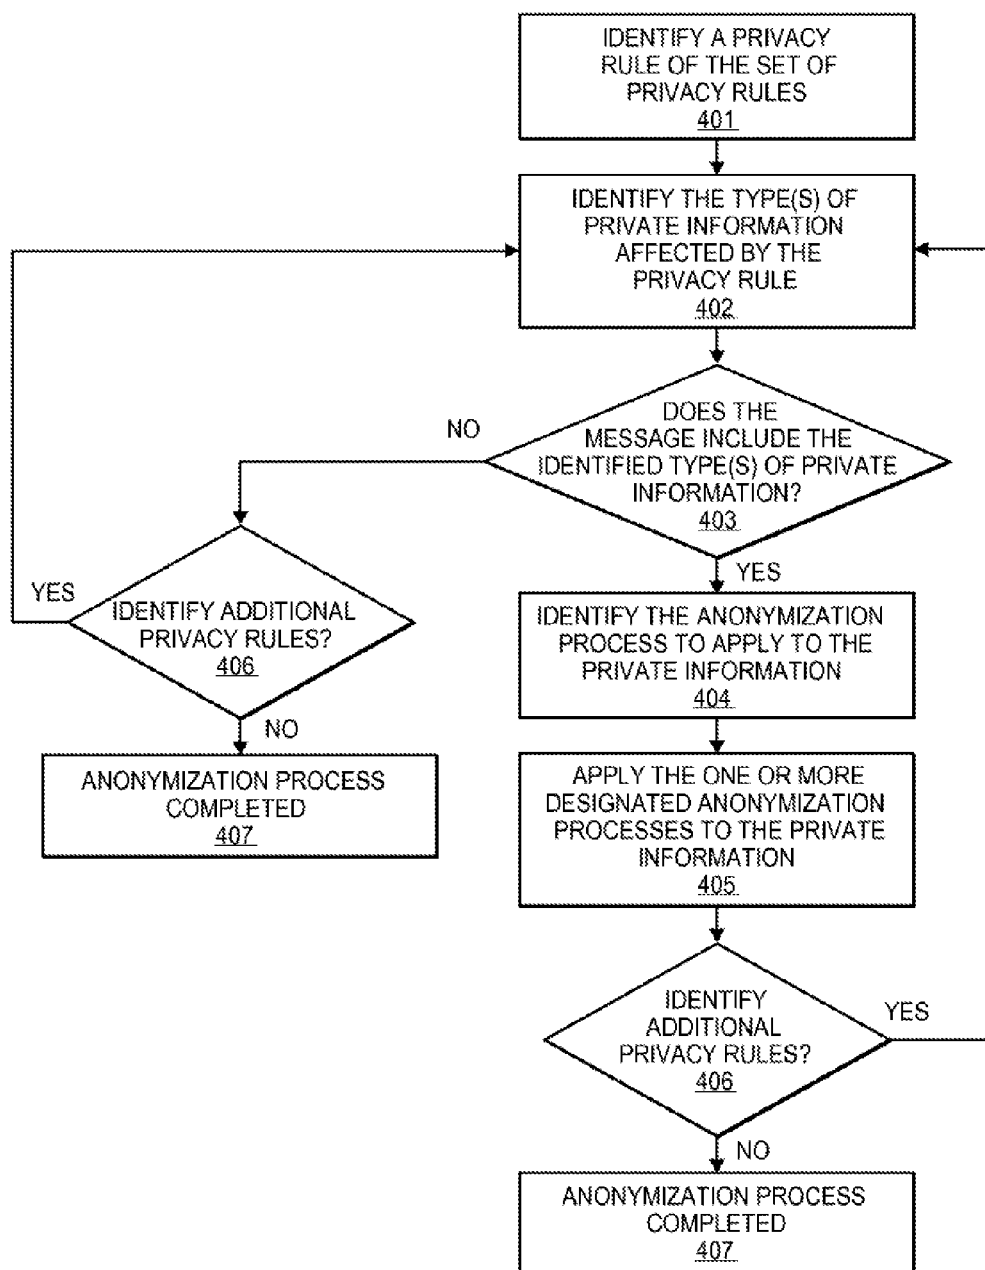 IDENTIFY A PRIVACY
RULE OF THE SET OF
PRIVACY RULES
401
IDENTIFY THE TYPE(S) OF
PRIVATE INFORMATION
AFFECTED BY THE
PRIVACY RULE
402
DOES THE
MESSAGE INCLUDE THE
IDENTIFIED TYPE(S) OF PRIVATE
INFORMATION?
403
NO
YES
IDENTIFY ADDITIONAL
PRIVACY RULES?
406
YES
NO
ANONYMIZATION PROCESS
COMPLETED
407
IDENTIFY THE ANONYMIZATION
PROCESS TO APPLY TO THE
PRIVATE INFORMATION
404
APPLY THE ONE OR MORE
DESIGNATED ANONYMIZATION
PROCESSES TO THE PRIVATE
INFORMATION
405
IDENTIFY
ADDITIONAL
PRIVACY RULES?
406
YES
NO
ANONYMIZATION PROCESS
COMPLETED
407